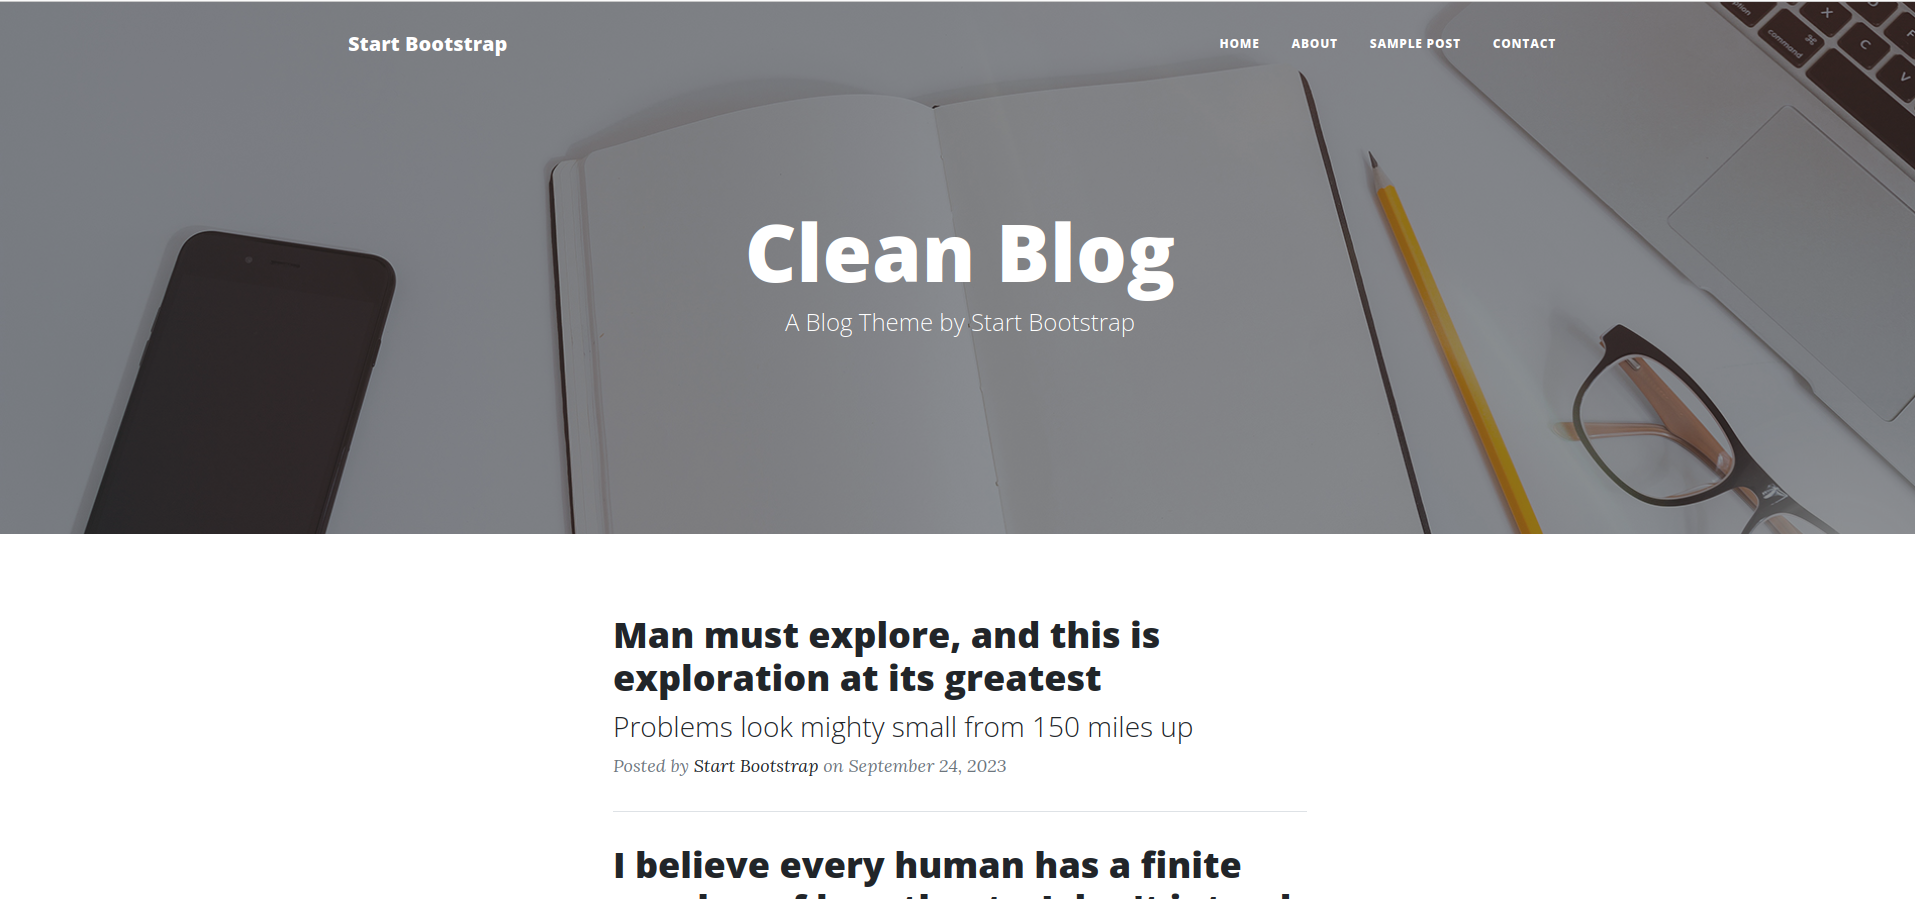 Start Bootstrap
HOME ABOUT SAMPLE POST CONTACT
option
command ⌘
X
C
V
F
Clean Blog
A Blog Theme by Start Bootstrap
Man must explore, and this is
exploration at its greatest
Problems look mighty small from 150 miles up
Posted by Start Bootstrap on September 24, 2023
I believe every human has a finite